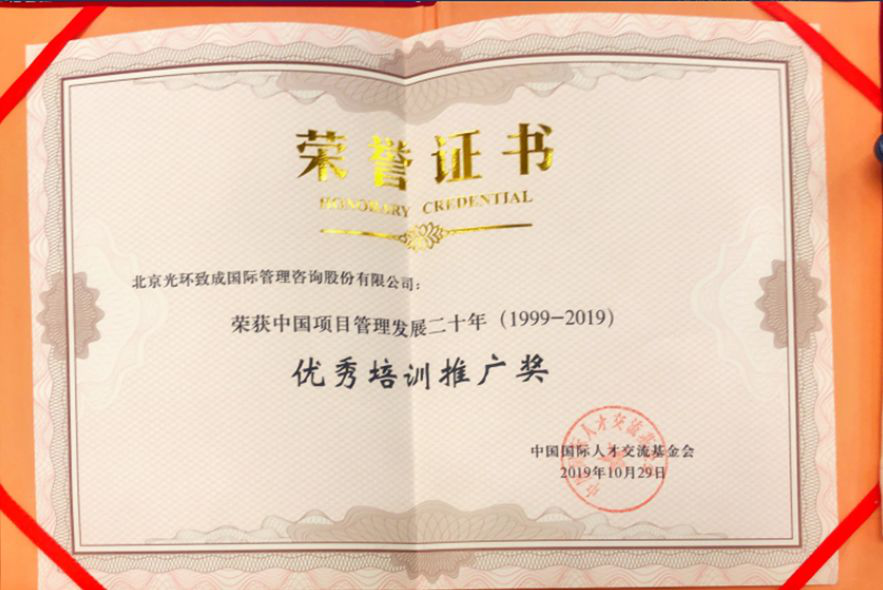 荣誉证书
HONORARY CREDENTIAL
北京光环致成国际管理咨询股份有限公司：
荣获中国项目管理发展二十年（1999-2019）
优秀培训推广奖
中国国际人才交流基金会
2019年10月29日